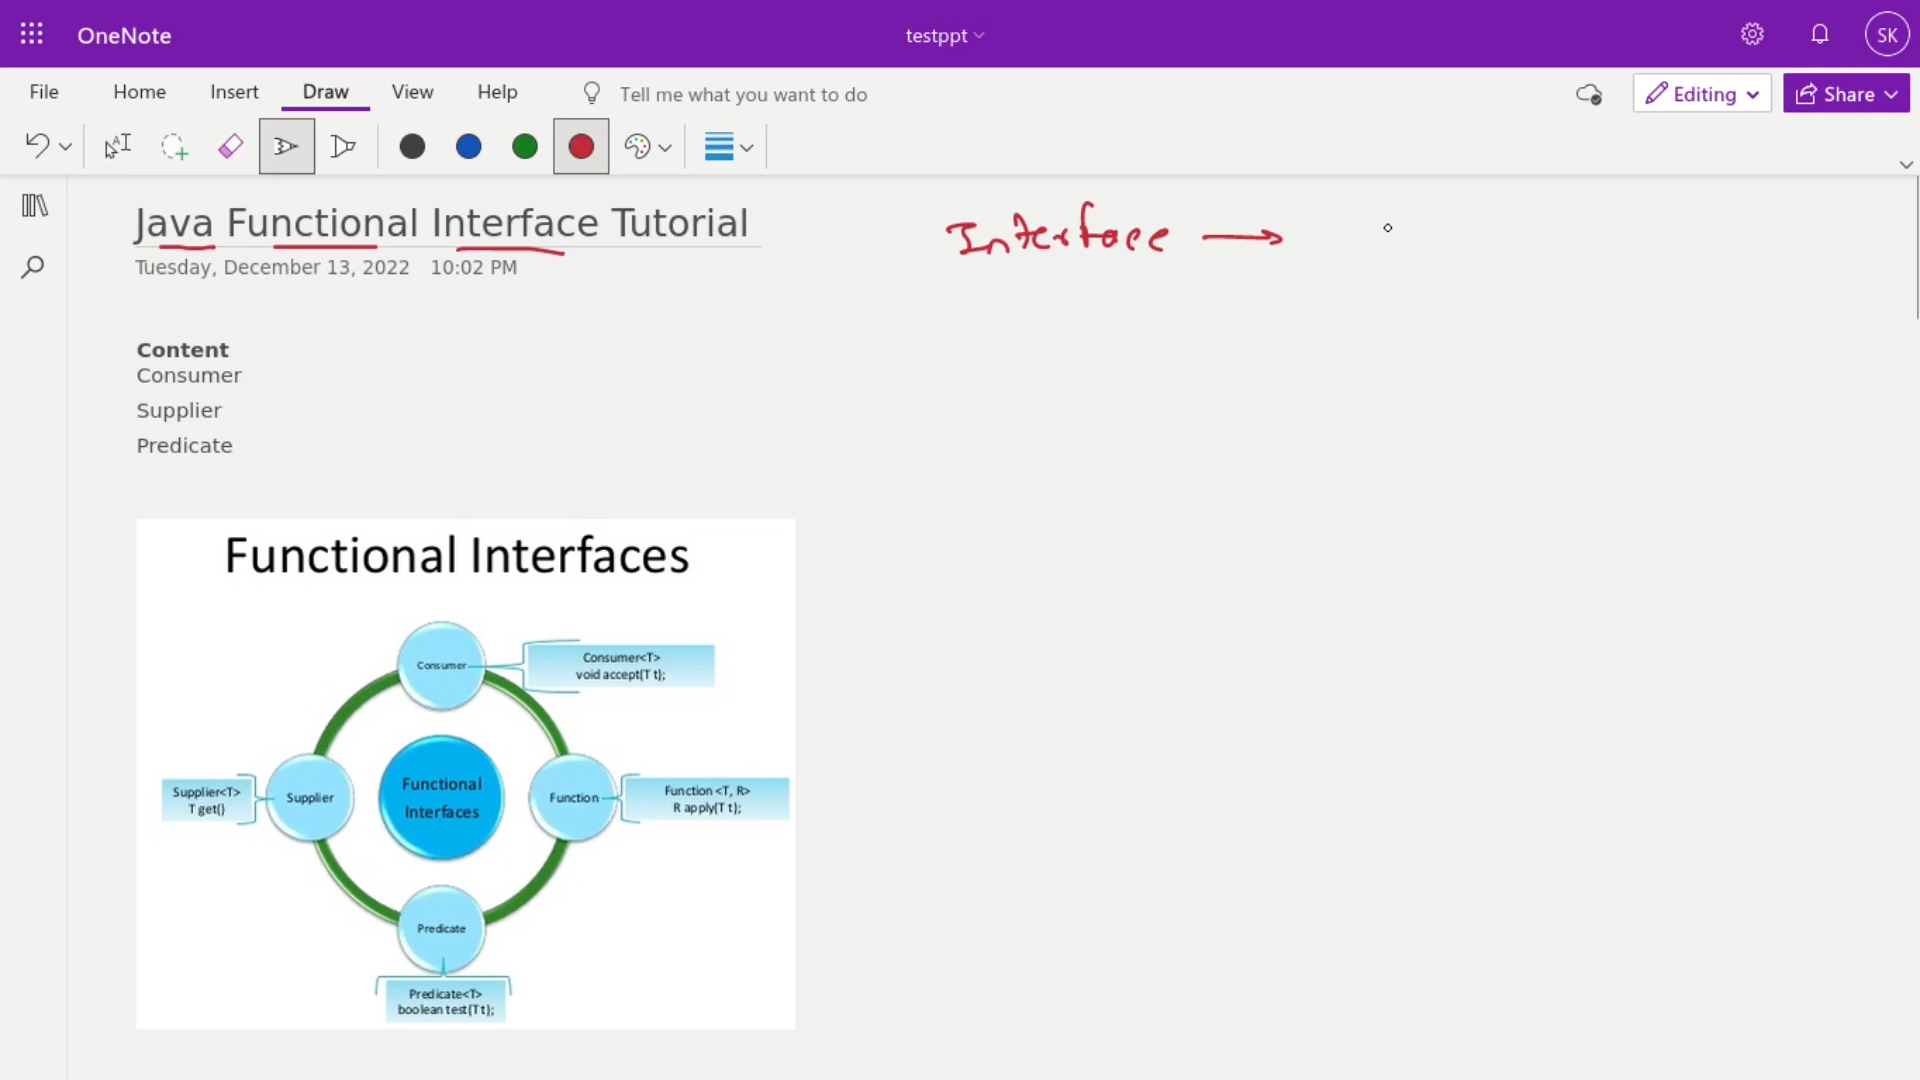 OneNote
testppt
SK
File Home Insert Draw View Help Tell me what you want to do
Editing
Share
Java Functional Interface Tutorial
Interface →
Tuesday, December 13, 2022 10:02 PM
Content
Consumer
Supplier
Predicate
Functional Interfaces
Consumer
Consumer<T>
void accept(T t);
Supplier<T>
T get()
Supplier
Functional
Interfaces
Function
Function <T, R>
R apply(T t);
Predicate
Predicate<T>
boolean test(T t);